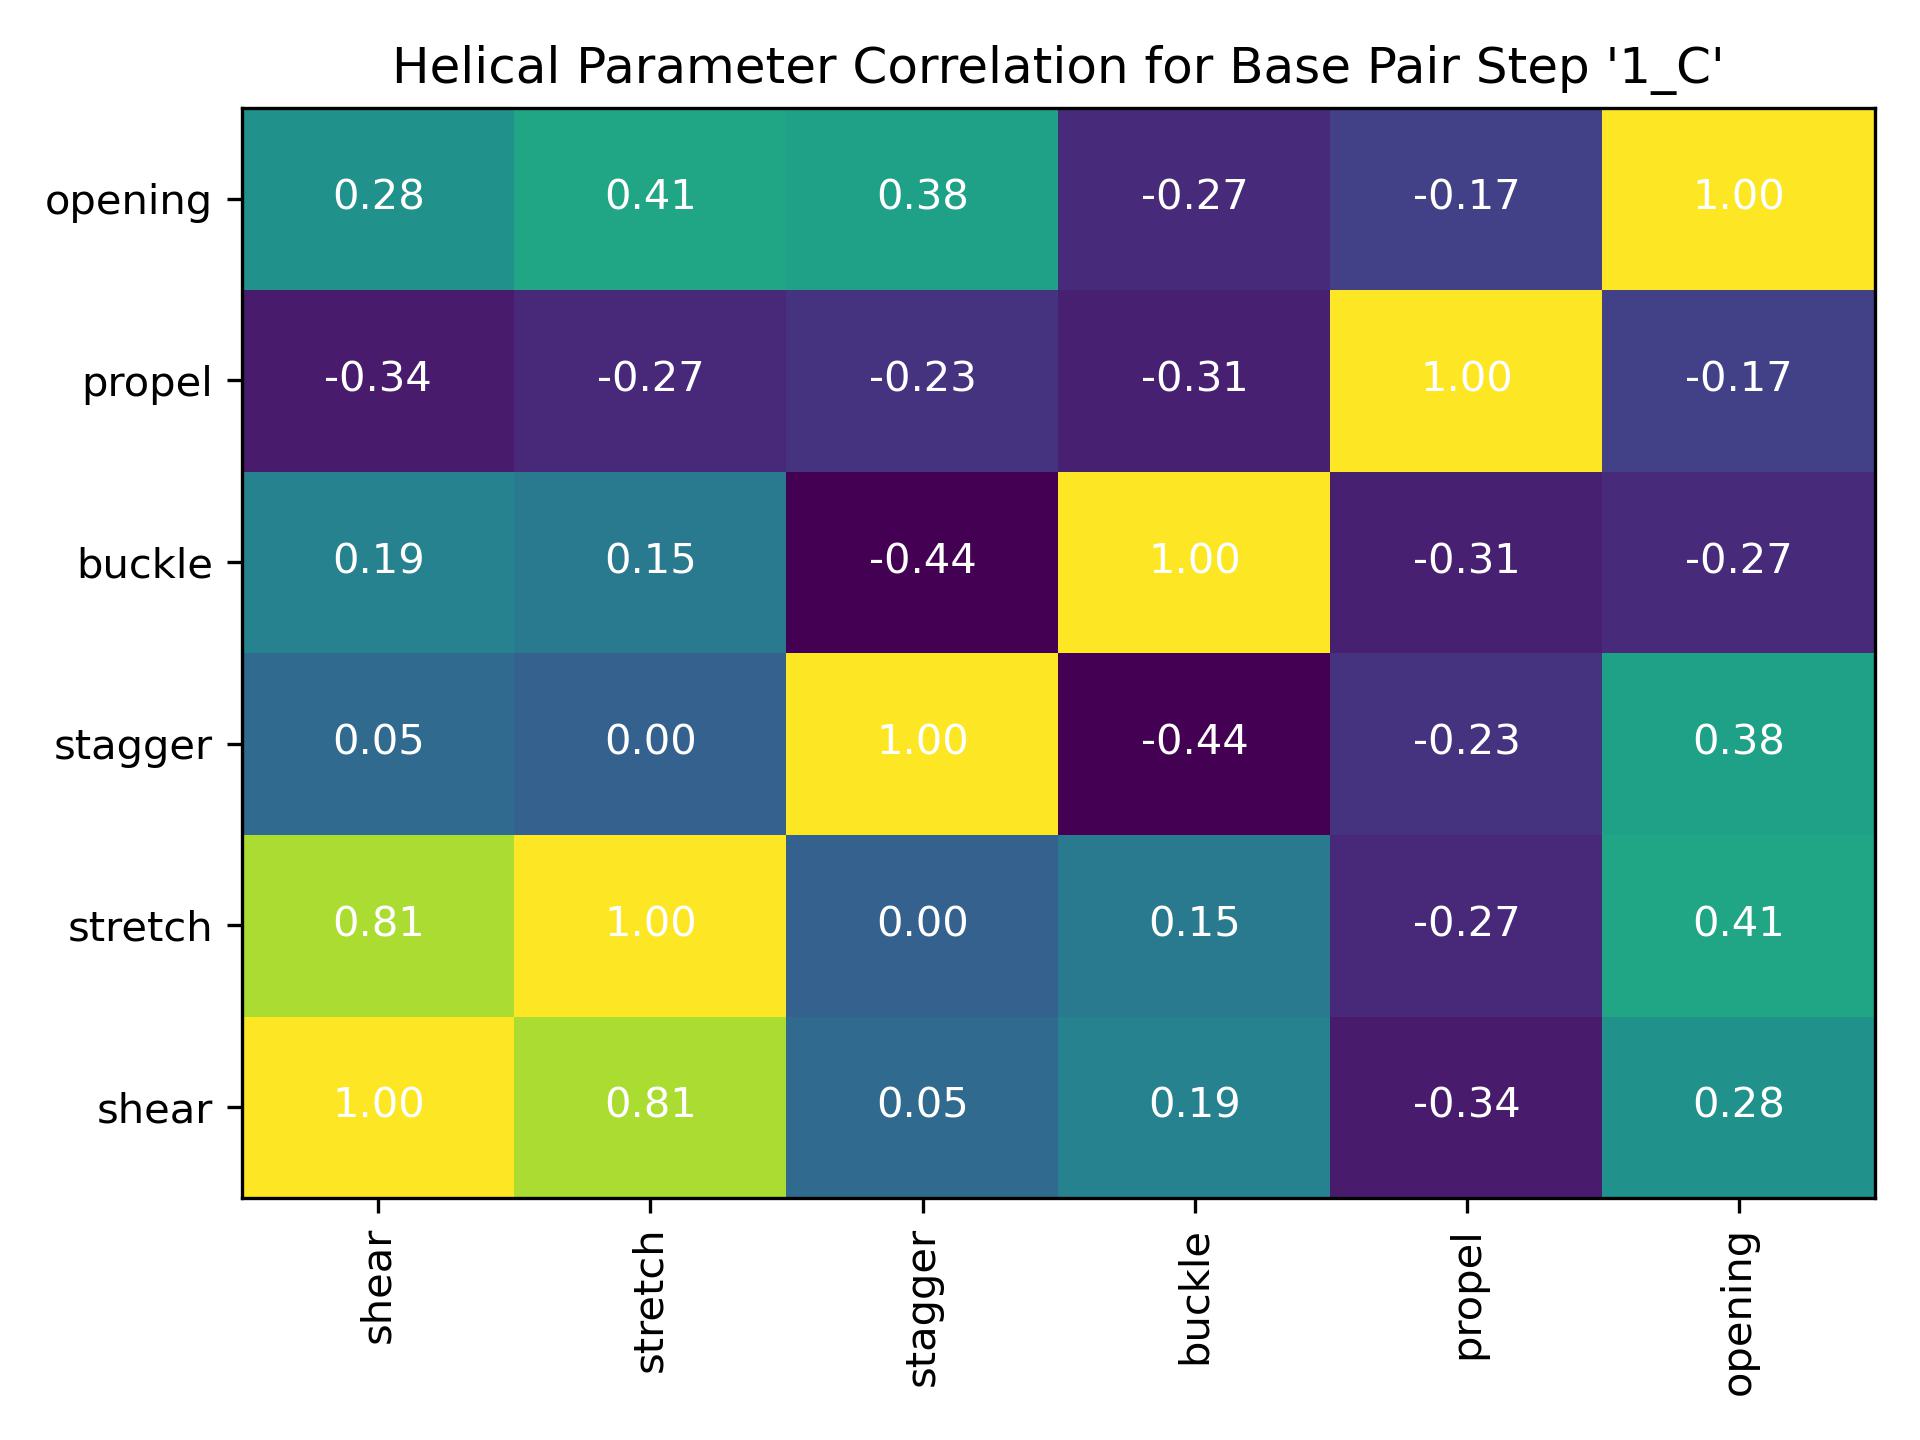 Helical Parameter Correlation for Base Pair Step '1_C'
opening 0.28 0.41 0.38 -0.27 -0.17 1.00
propel -0.34 -0.27 -0.23 -0.31 1.00 -0.17
buckle 0.19 0.15 -0.44 1.00 -0.31 -0.27
stagger 0.05 0.00 1.00 -0.44 -0.23 0.38
stretch 0.81 1.00 0.00 0.15 -0.27 0.41
shear 1.00 0.81 0.05 0.19 -0.34 0.28
shear stretch stagger buckle propel opening